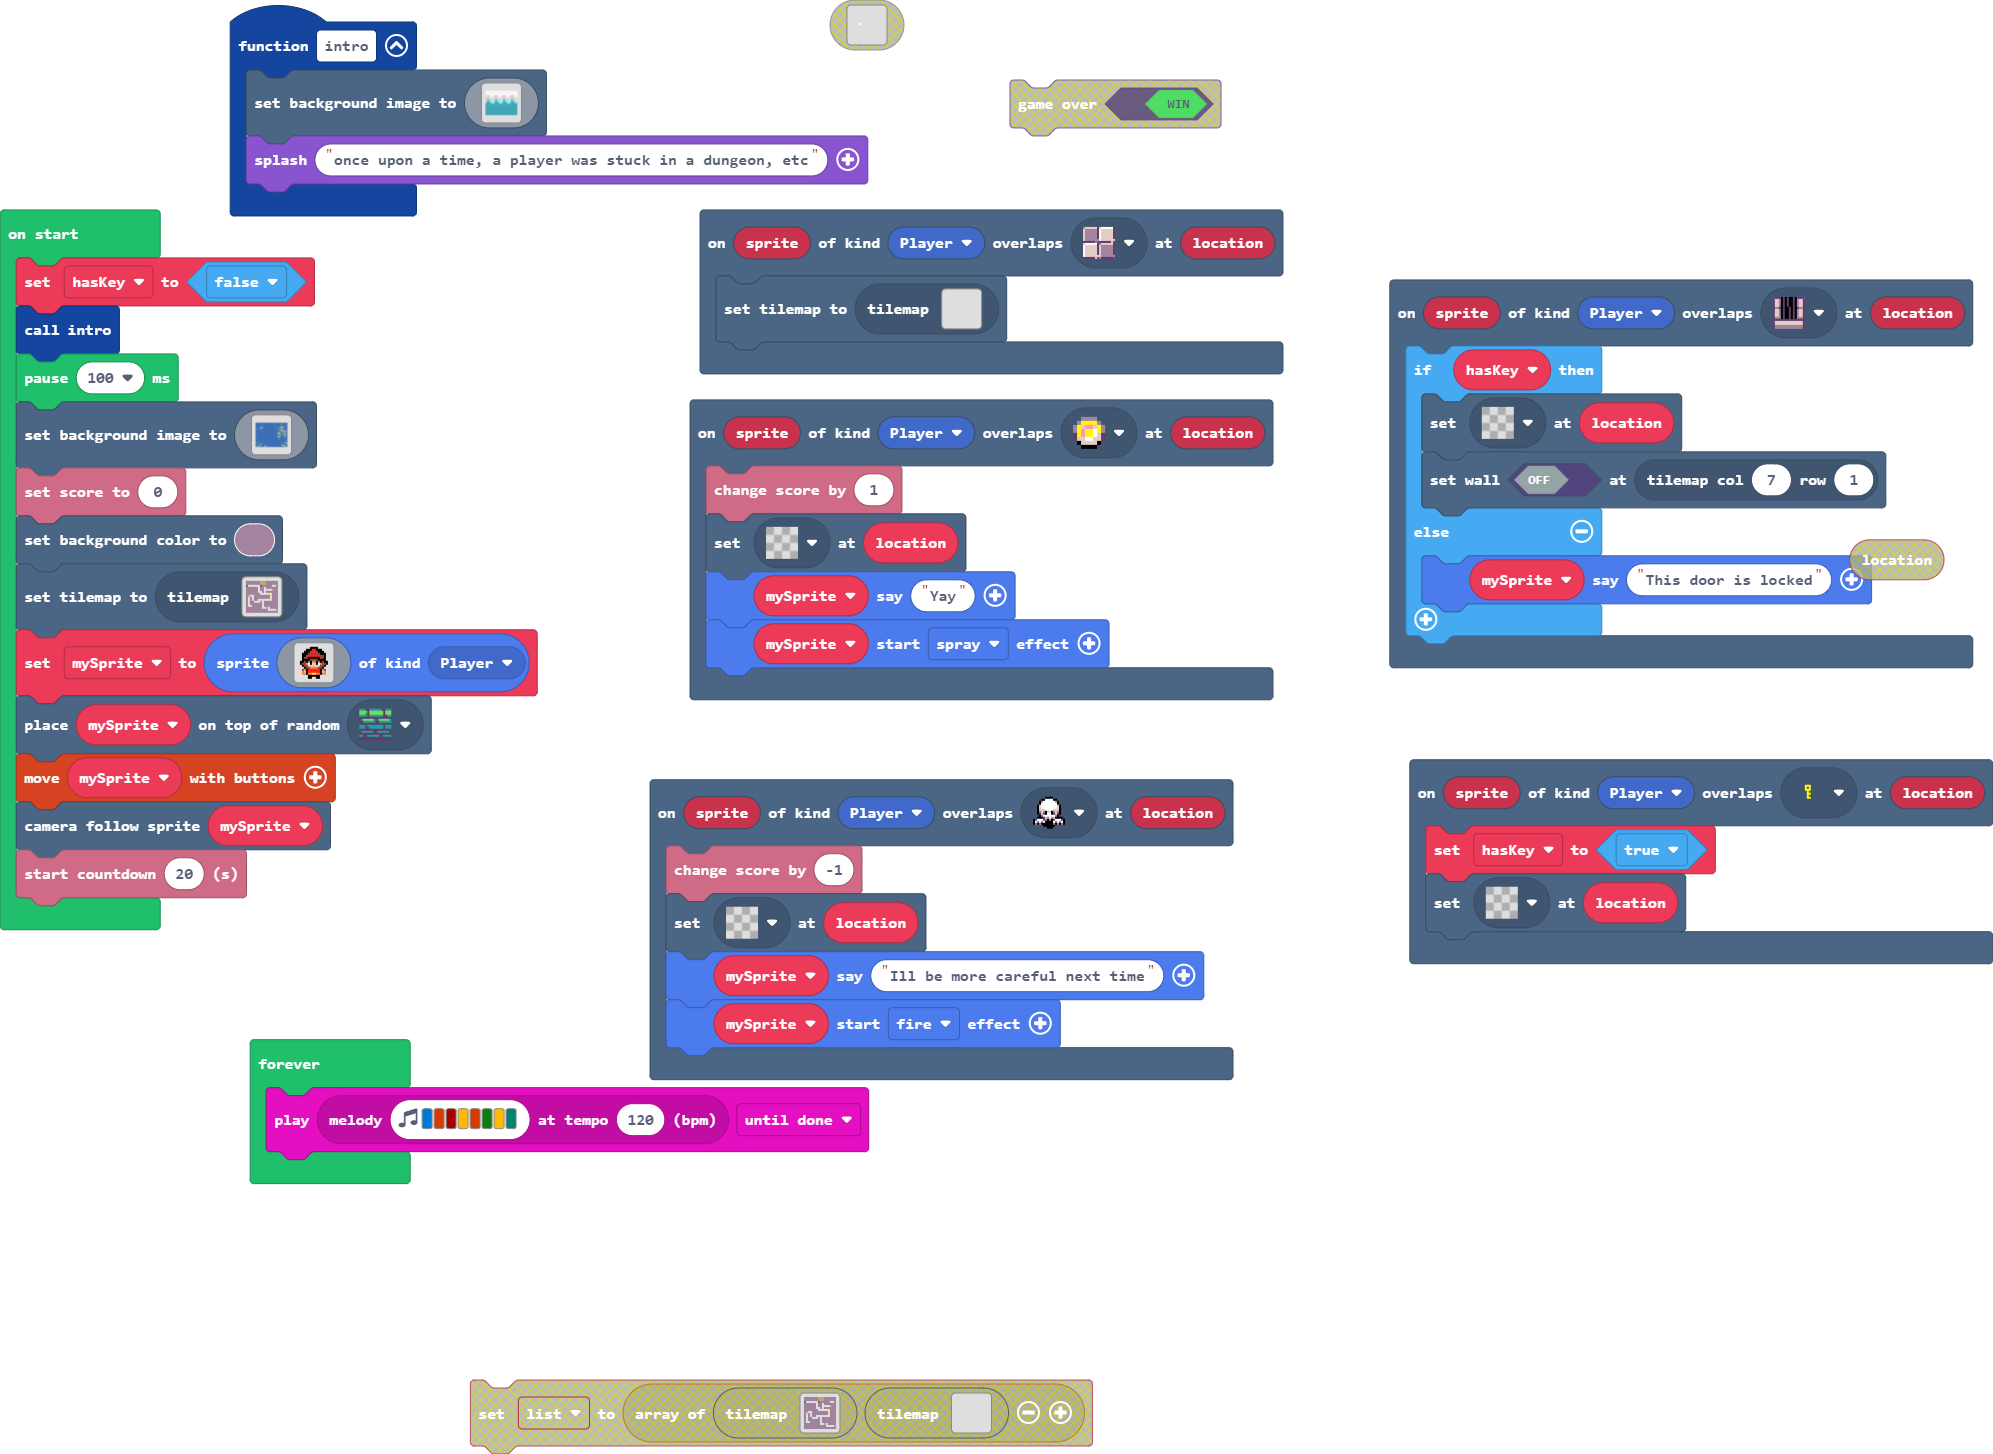 function intro
set background image to
splash "once upon a time, a player was stuck in a dungeon, etc"
game over WIN
on start
set hasKey to false
call intro
pause 100 ms
set background image to
set score to 0
set background color to
set tilemap to tilemap
set mySprite to sprite of kind Player
place mySprite on top of random
move mySprite with buttons
camera follow sprite mySprite
start countdown 20 (s)
on sprite of kind Player overlaps at location
set tilemap to tilemap
on sprite of kind Player overlaps at location
change score by 1
set at location
mySprite say "Yay"
mySprite start spray effect
on sprite of kind Player overlaps at location
if hasKey then
set at location
set wall OFF at tilemap col 7 row 1
else
mySprite say "This door is locked"
location
on sprite of kind Player overlaps at location
change score by -1
set at location
mySprite say "Ill be more careful next time"
mySprite start fire effect
on sprite of kind Player overlaps at location
set hasKey to true
set at location
forever
play melody at tempo 120 (bpm) until done
set list to array of tilemap tilemap